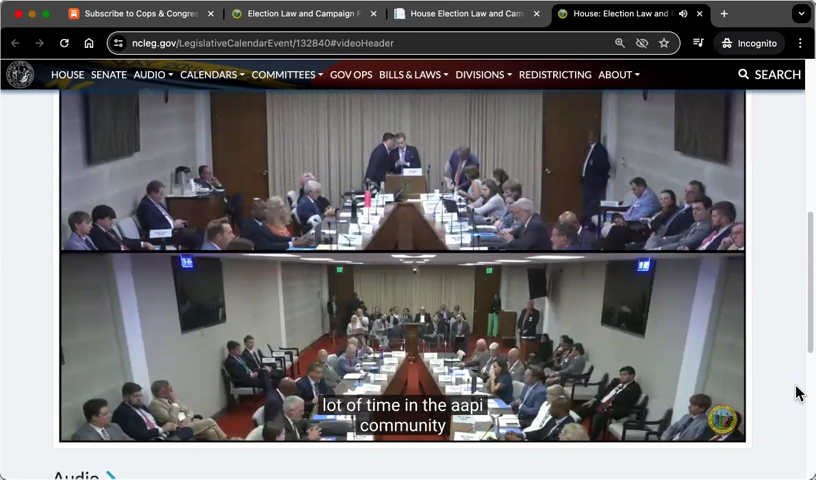 Subscribe to Cops & Congres
Election Law and Campaign F
House Election Law and Cam
House: Election Law and
ncleg.gov/LegislativeCalendarEvent/132840#videoHeader
Incognito
HOUSE SENATE AUDIO CALENDARS COMMITTEES GOV OPS BILLS & LAWS DIVISIONS REDISTRICTING ABOUT SEARCH
lot of time in the aapi
community
Audio